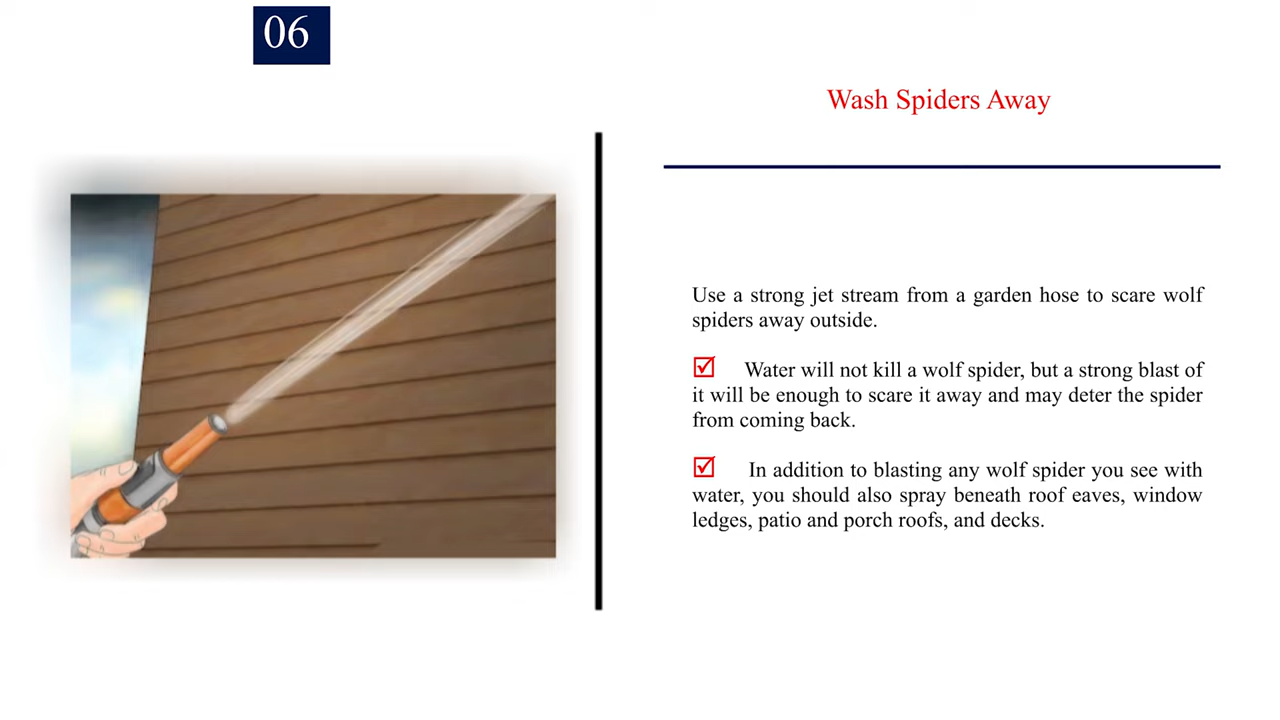 06
Wash Spiders Away
Use a strong jet stream from a garden hose to scare wolf
spiders away outside.
☑ Water will not kill a wolf spider, but a strong blast of
it will be enough to scare it away and may deter the spider
from coming back.
☑ In addition to blasting any wolf spider you see with
water, you should also spray beneath roof eaves, window
ledges, patio and porch roofs, and decks.